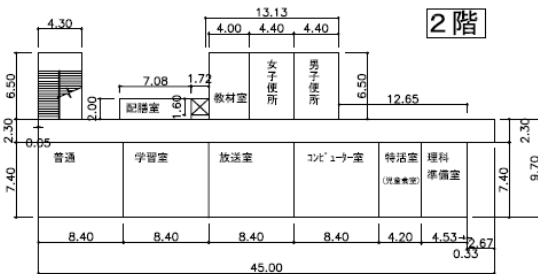 13.13
4.30
4.00
4.40
4.40
2階
6.50
7.08
1.72
教材室
女子便所
男子便所
6.50
2.00
配膳室
1.60
12.65
2.30
0.05
2.30
普通
学習室
放送室
コンピューター室
特活室
(児童会室)
理科
準備室
7.40
7.40
9.70
8.40
8.40
8.40
8.40
4.20
4.53
2.67
0.33
45.00